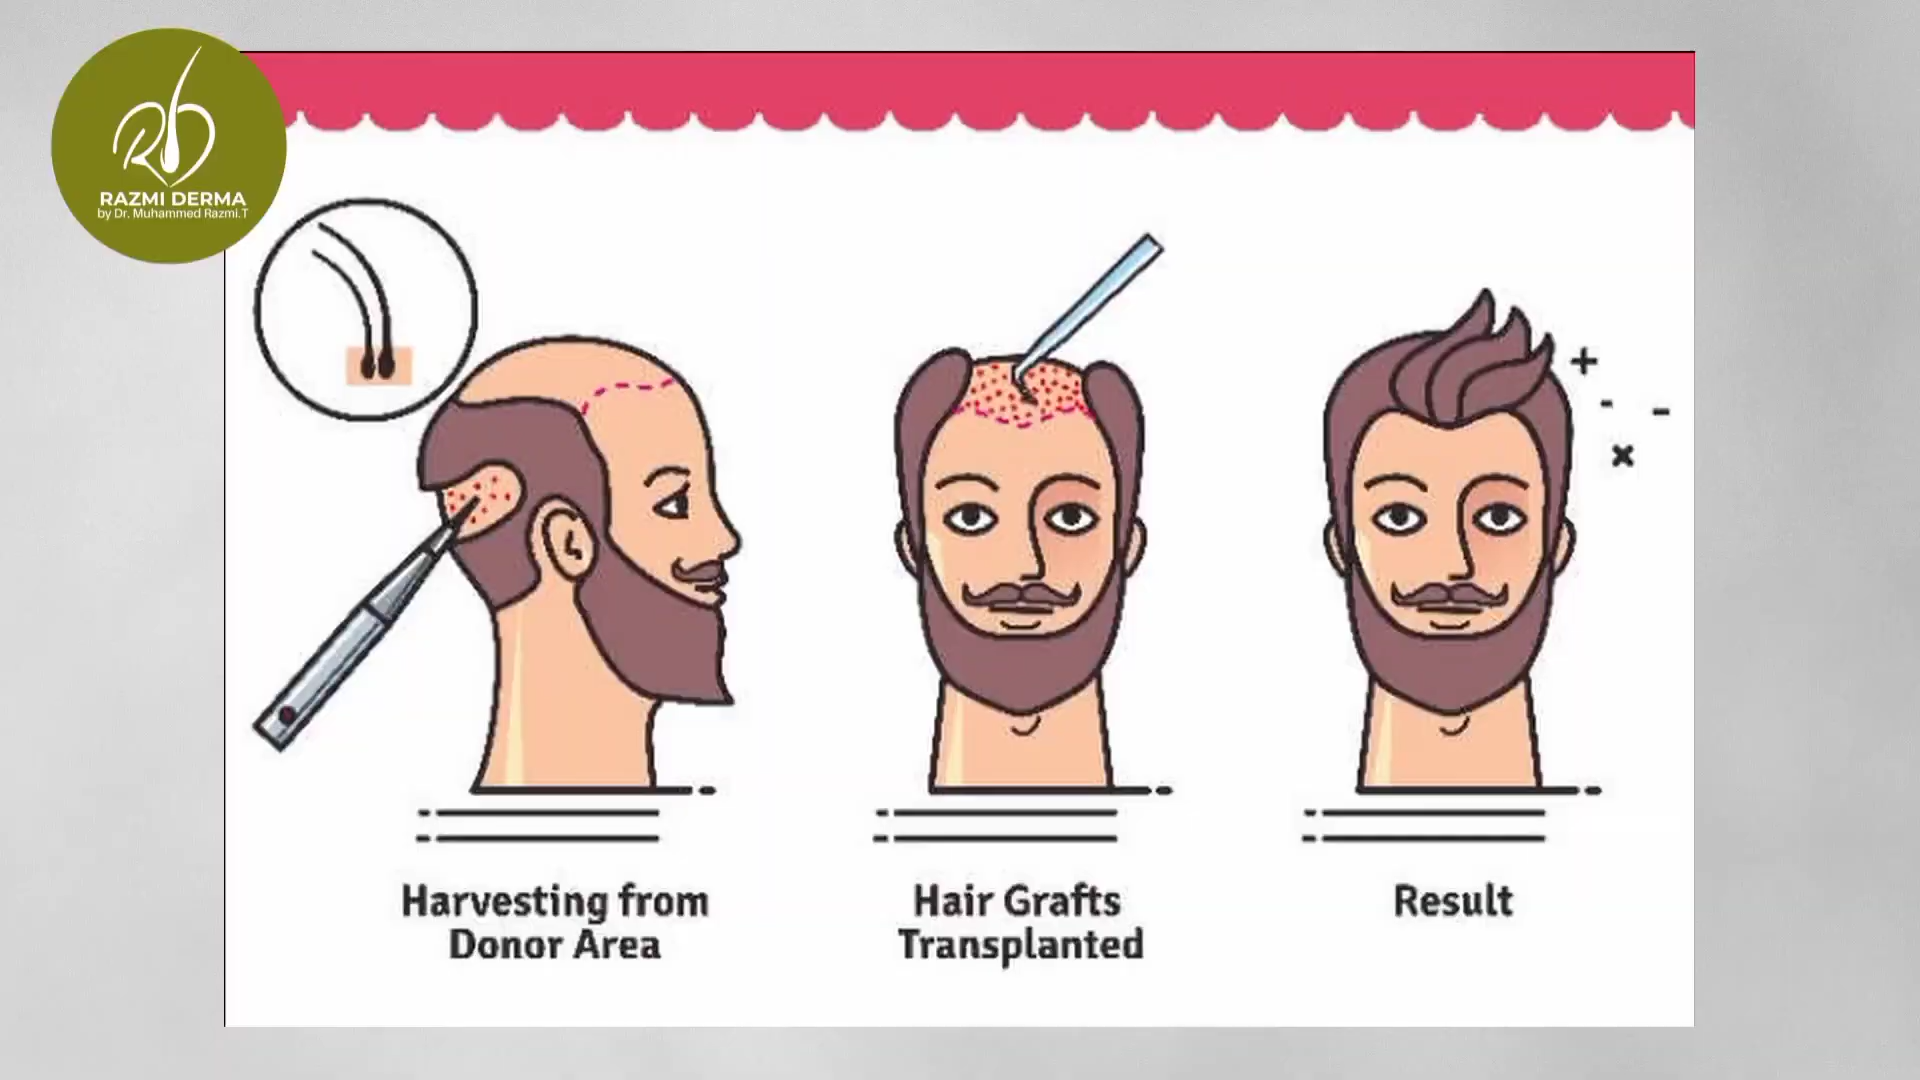 RAZMI DERMA
by Dr. Muhammed Razmi.T
Harvesting from
Donor Area
Hair Grafts
Transplanted
Result